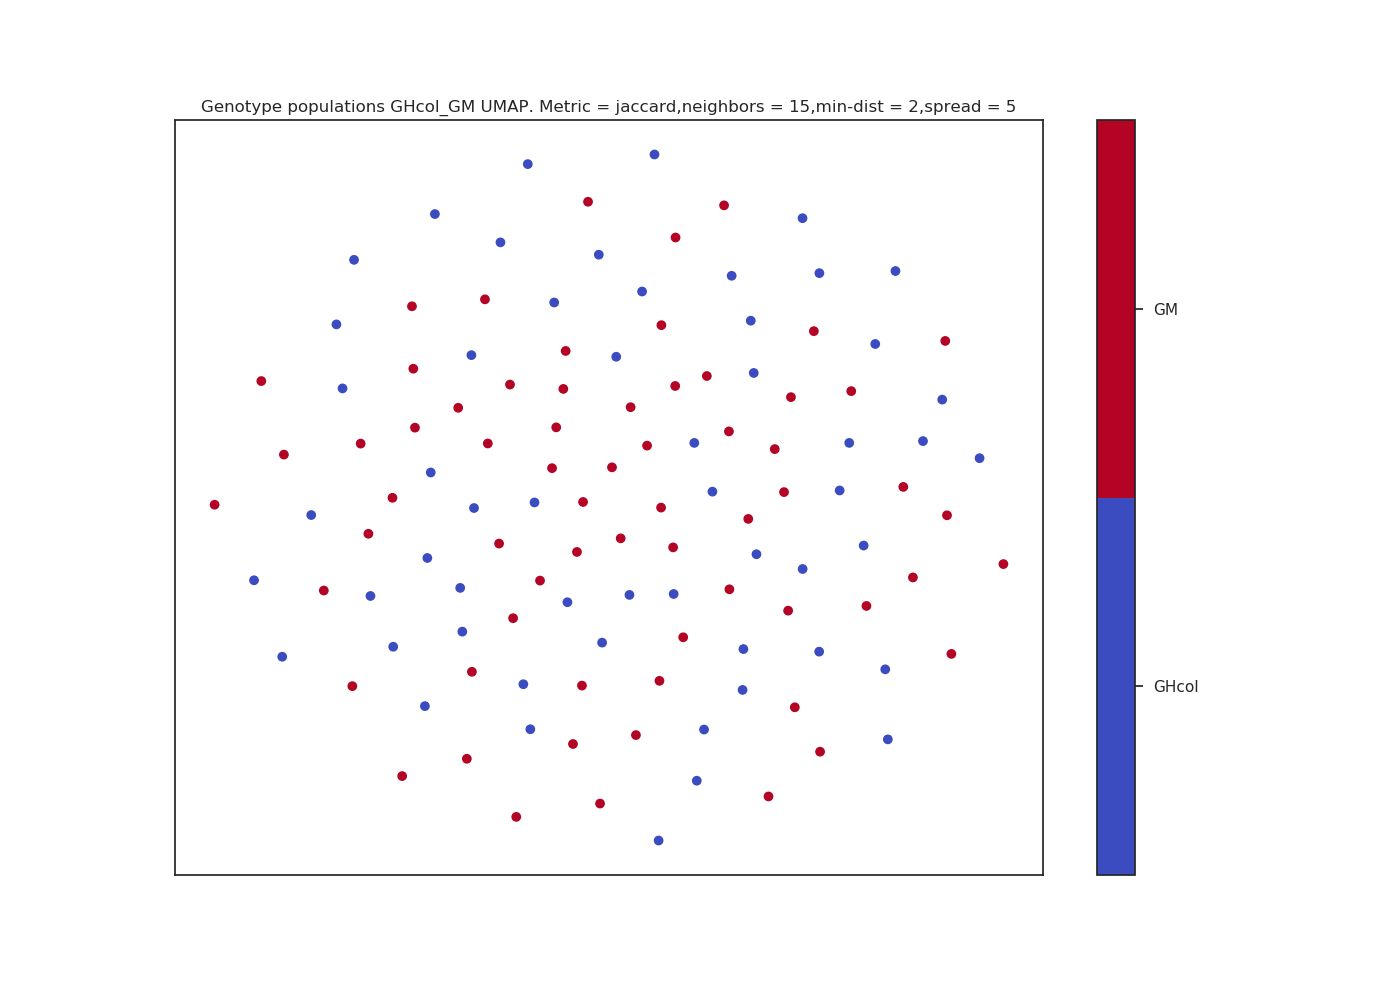 Genotype populations GHcol_GM UMAP. Metric = jaccard,neighbors = 15,min-dist = 2,spread = 5
GM
GHcol